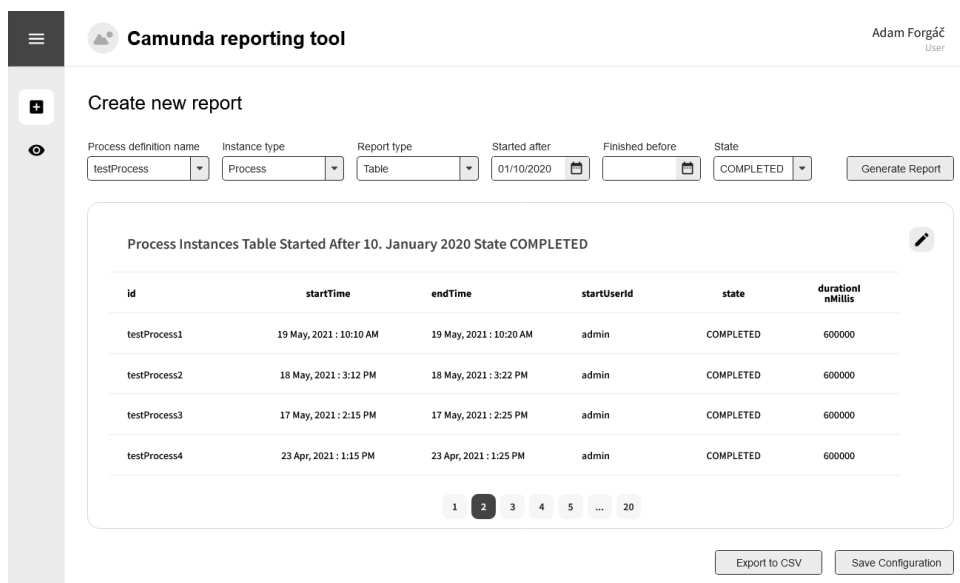 Camunda reporting tool
Adam Forgáč
User
Create new report
Process definition name Instance type Report type Started after Finished before State
testProcess Process Table 01/10/2020 COMPLETED Generate Report
Process Instances Table Started After 10. January 2020 State COMPLETED
id startTime endTime startUserId state durationI
nMillis
testProcess1 19 May, 2021 : 10:10 AM 19 May, 2021 : 10:20 AM admin COMPLETED 600000
testProcess2 18 May, 2021 : 3:12 PM 18 May, 2021 : 3:22 PM admin COMPLETED 600000
testProcess3 17 May, 2021 : 2:15 PM 17 May, 2021 : 2:25 PM admin COMPLETED 600000
testProcess4 23 Apr, 2021 : 1:15 PM 23 Apr, 2021 : 1:25 PM admin COMPLETED 600000
1 2 3 4 5 ... 20
Export to CSV Save Configuration